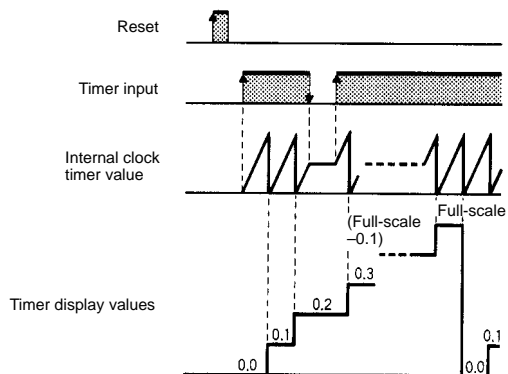 Reset
Timer input
Internal clock
timer value
(Full-scale
–0.1)
Full-scale
Timer display values
0.0
0.1
0.2
0.3
0.0
0.1